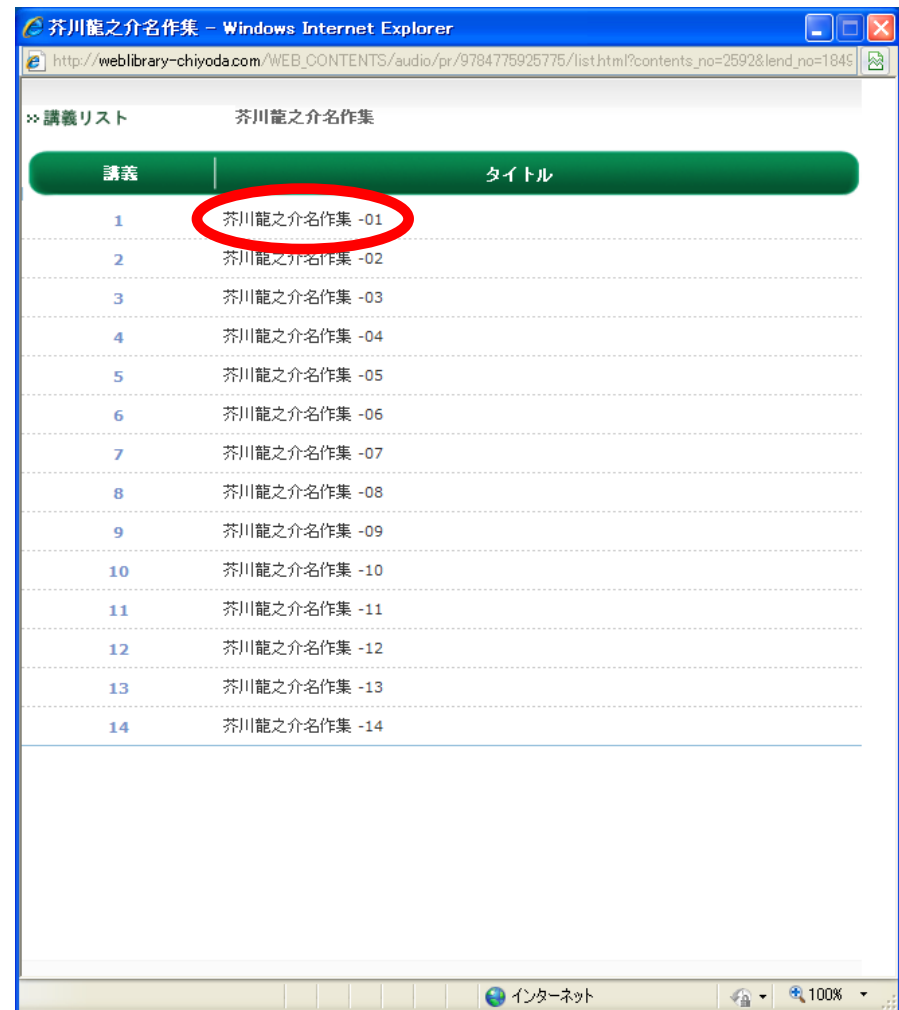 芥川龍之介名作集 - Windows Internet Explorer
http://weblibrary-chiyoda.com/WEB_CONTENTS/audio/pr/9784775925775/list.html?contents_no=2592&lend_no=1849
講義リスト 芥川龍之介名作集
講義 タイトル
1 芥川龍之介名作集 -01
2 芥川龍之介名作集 -02
3 芥川龍之介名作集 -03
4 芥川龍之介名作集 -04
5 芥川龍之介名作集 -05
6 芥川龍之介名作集 -06
7 芥川龍之介名作集 -07
8 芥川龍之介名作集 -08
9 芥川龍之介名作集 -09
10 芥川龍之介名作集 -10
11 芥川龍之介名作集 -11
12 芥川龍之介名作集 -12
13 芥川龍之介名作集 -13
14 芥川龍之介名作集 -14
インターネット 100%